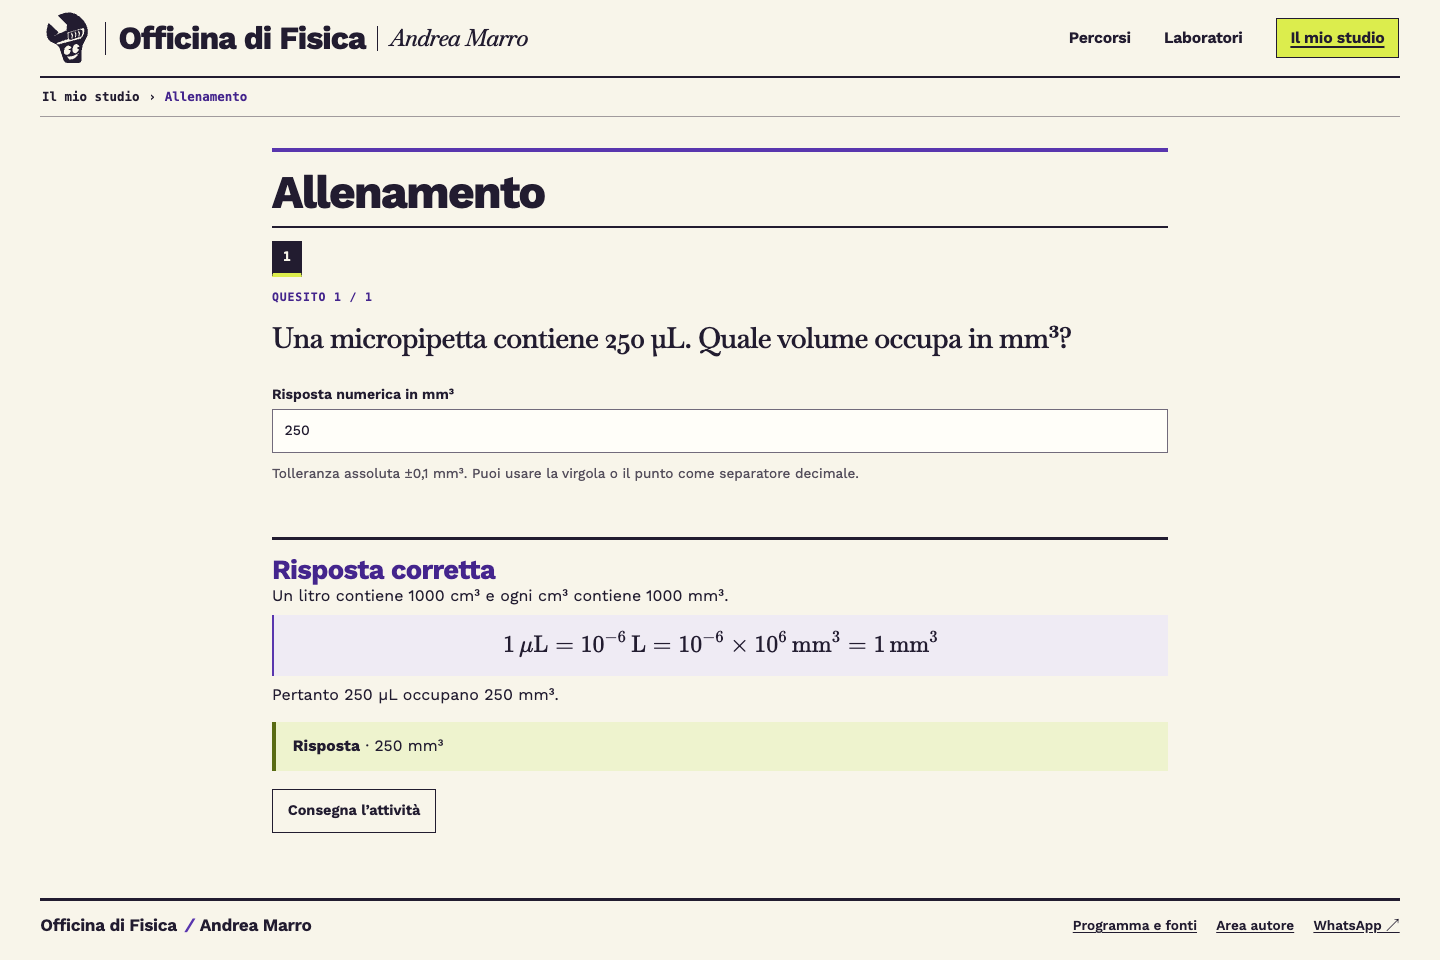 Officina di Fisica Andrea Marro
Percorsi Laboratori Il mio studio
Il mio studio › Allenamento
Allenamento
1
QUESITO 1 / 1
Una micropipetta contiene 250 µL. Quale volume occupa in mm³?
Risposta numerica in mm³
250
Tolleranza assoluta ±0,1 mm³. Puoi usare la virgola o il punto come separatore decimale.
Risposta corretta
Un litro contiene 1000 cm³ e ogni cm³ contiene 1000 mm³.
1 μL = 10⁻⁶ L = 10⁻⁶ × 10⁶ mm³ = 1 mm³
Pertanto 250 µL occupano 250 mm³.
Risposta · 250 mm³
Consegna l’attività
Officina di Fisica / Andrea Marro
Programma e fonti Area autore WhatsApp ↗